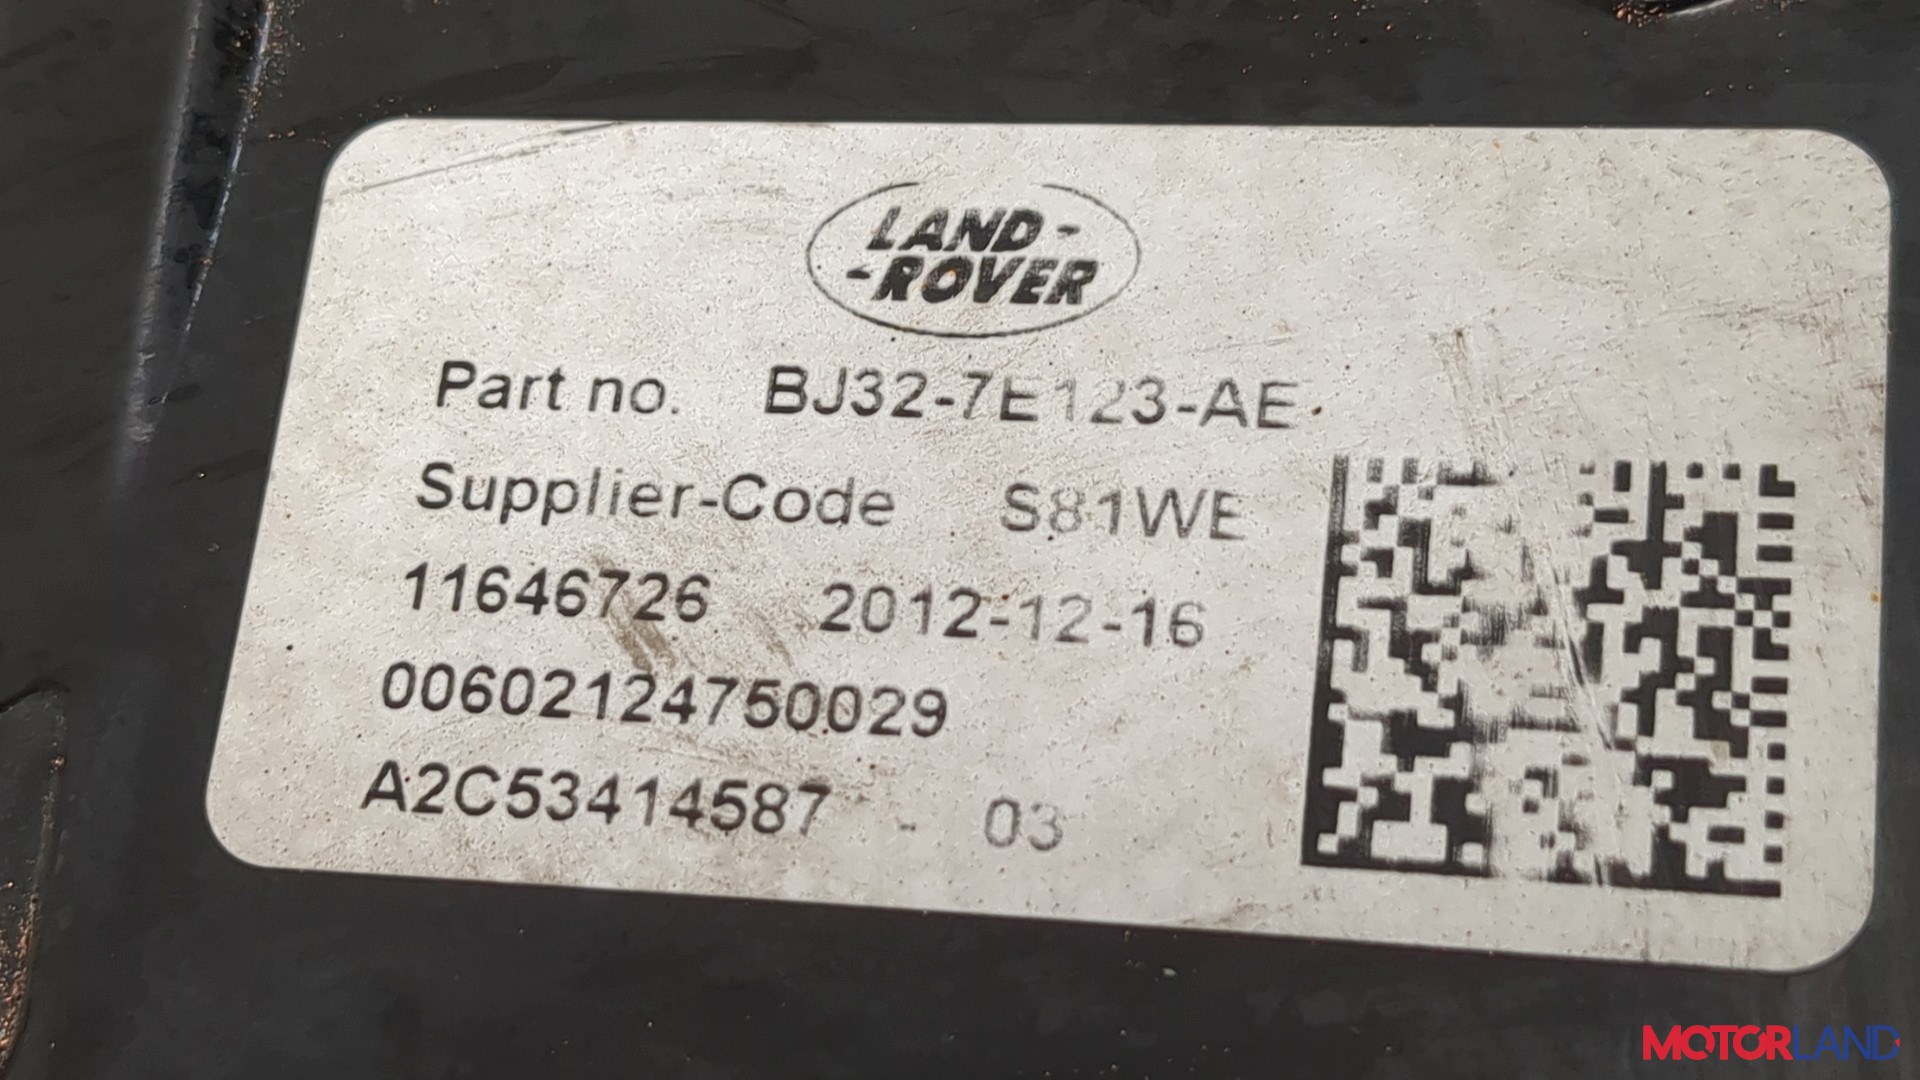 LAND-
-ROVER
Part no. BJ32-7E123-AE
Supplier-Code S81WE
11646726 2012-12-16
00602124750029
A2C53414587 - 03
MOTORLAND